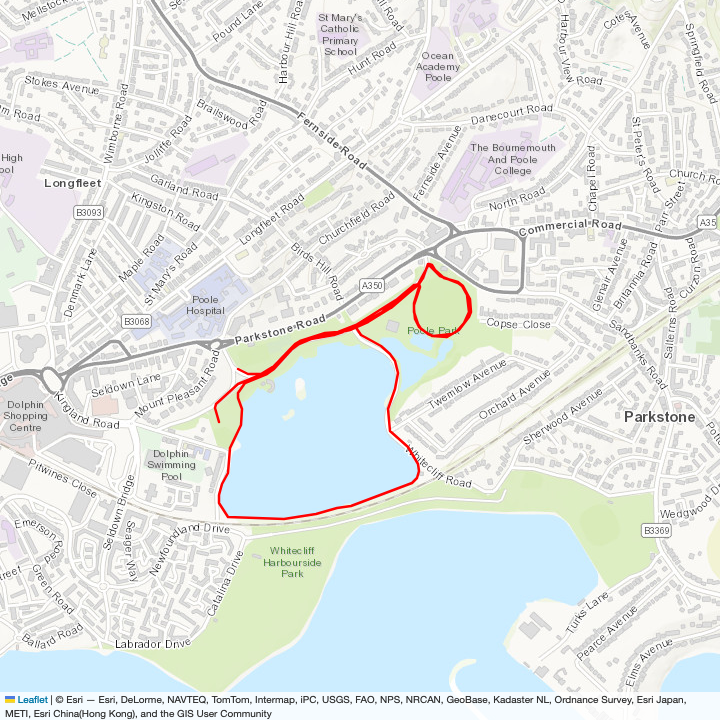 Mellstock
Pound Lane
Harbour Hill Road
St Mary's
Catholic
Primary
School
Hunt Road
Ocean
Academy
Poole
Harbour View
Road
Springfield Road
Stokes Avenue
Wimborne Road
Brailswood Road
Jolliffe Road
Fernside Road
Danecourt Road
Fernside Avenue
The Bournemouth
And Poole
College
St Peter's Road
Chapel Road
Church Ro
Parr Street
High
ool
Longfleet
Garland Road
Kingston Road
Longfleet Road
Churchfield Road
North Road
Commercial Road
A35
B3093
Denmark Lane
Maple Road
St Mary's Road
Birds Hill Road
A350
Glenair Avenue
Britannia Road
Curzon Road
Poole
Hospital
B3068
Parkstone Road
Poole Park
Copse Close
Sandbanks Road
Salterns Road
Seldown Lane
Mount Pleasant Road
Kingland Road
Dolphin
Shopping
Centre
Twemlow Avenue
Orchard Avenue
Sherwood Avenue
Parkstone
Dolphin
Swimming
Pool
Whitecliff Road
Pitwines Close
Seldown Bridge
Wedgwood Dr
Emerson Ro
Seager Way
Newfoundland Drive
B3369
Whitecliff
Harbourside
Park
Catalina Drive
Green Road
Street
Ballard Road
Labrador Drive
Turks Lane
Pearce Avenue
Elms Avenue
Leaflet | © Esri — Esri, DeLorme, NAVTEQ, TomTom, Intermap, iPC, USGS, FAO, NPS, NRCAN, GeoBase, Kadaster NL, Ordnance Survey, Esri Japan,
METI, Esri China(Hong Kong), and the GIS User Community